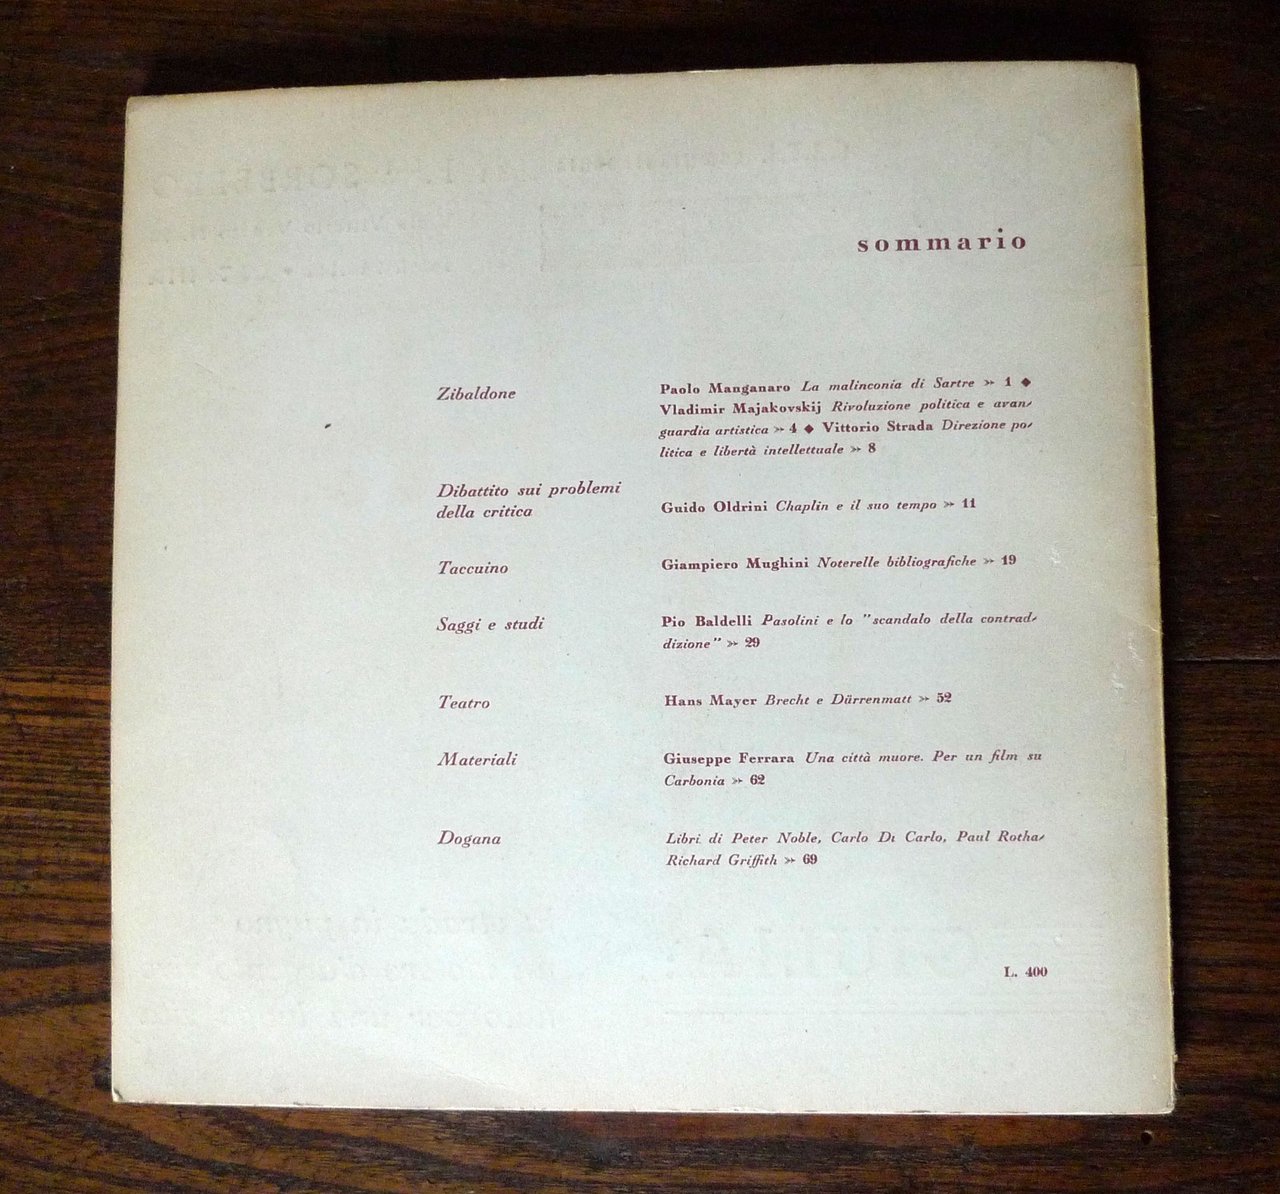 sommario
Zibaldone
Paolo Manganaro La malinconia di Sartre ➳ 1 ◆
Vladimir Majakovskij Rivoluzione politica e avan-
guardia artistica ➳ 4 ◆ Vittorio Strada Direzione po-
litica e libertà intellettuale ➳ 8
Dibattito sui problemi
della critica
Guido Oldrini Chaplin e il suo tempo ➳ 11
Taccuino
Giampiero Mughini Noterelle bibliografiche ➳ 19
Saggi e studi
Pio Baldelli Pasolini e lo "scandalo della contrad-
dizione" ➳ 29
Teatro
Hans Mayer Brecht e Dürrenmatt ➳ 52
Materiali
Giuseppe Ferrara Una città muore. Per un film su
Carbonia ➳ 62
Dogana
Libri di Peter Noble, Carlo Di Carlo, Paul Rotha-
Richard Griffith ➳ 69
L. 400